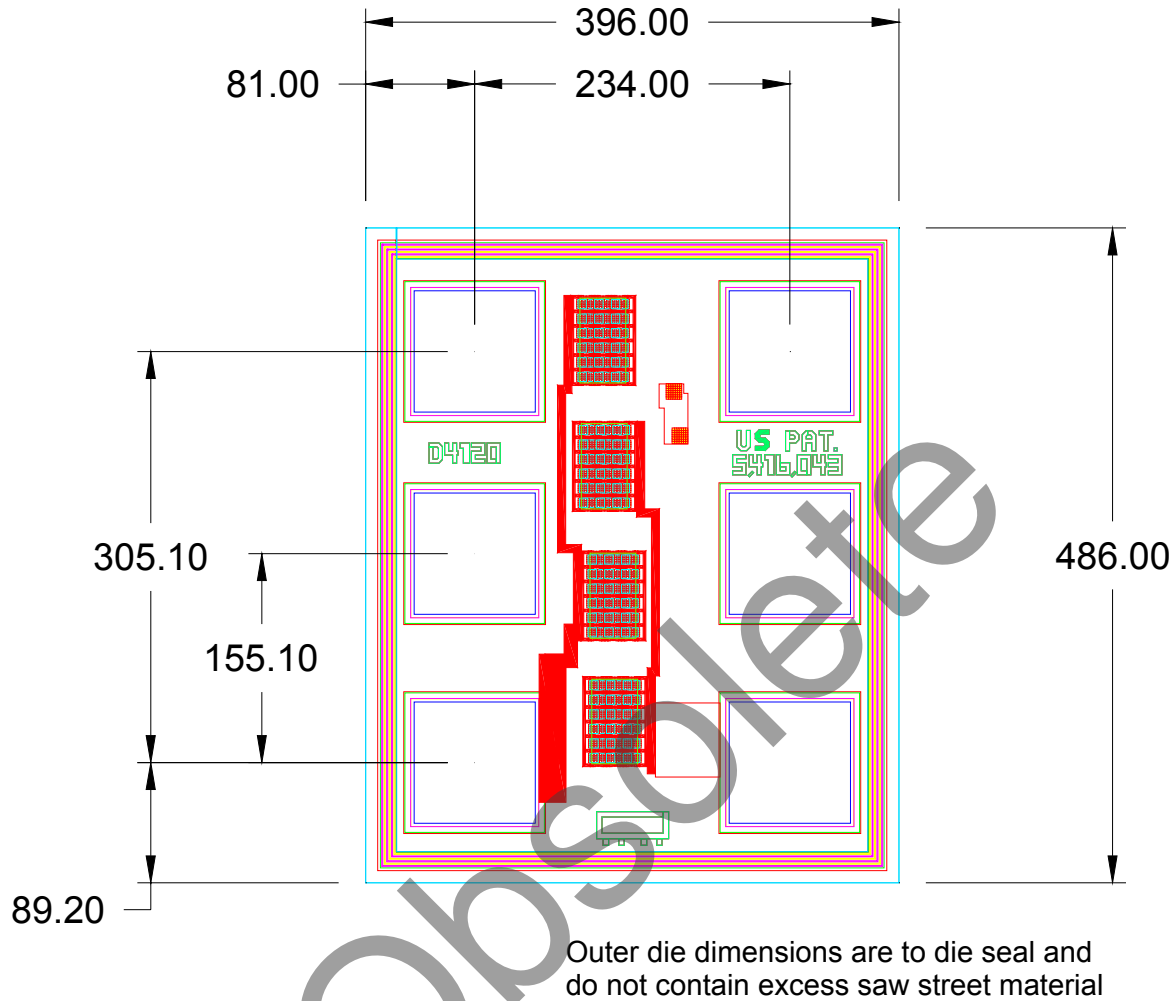 396.00
81.00
234.00
D4120
US PAT.
5,416,043
305.10
486.00
155.10
89.20
Obsolete
Outer die dimensions are to die seal and
do not contain excess saw street material